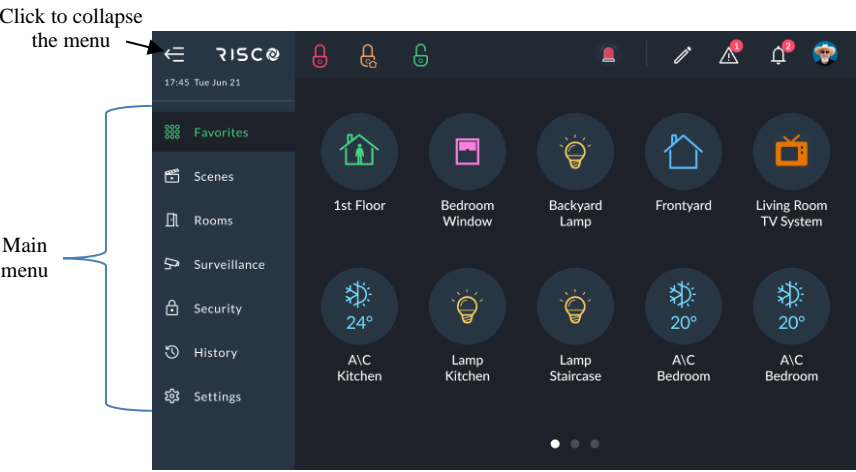 Click to collapse
the menu
RISCO
1
2
17:45 Tue Jun 21
Favorites
Scenes
Rooms
Surveillance
Security
History
Settings
Main
menu
1st Floor
Bedroom
Window
Backyard
Lamp
Frontyard
Living Room
TV System
24°
20°
20°
A\C
Kitchen
Lamp
Kitchen
Lamp
Staircase
A\C
Bedroom
A\C
Bedroom